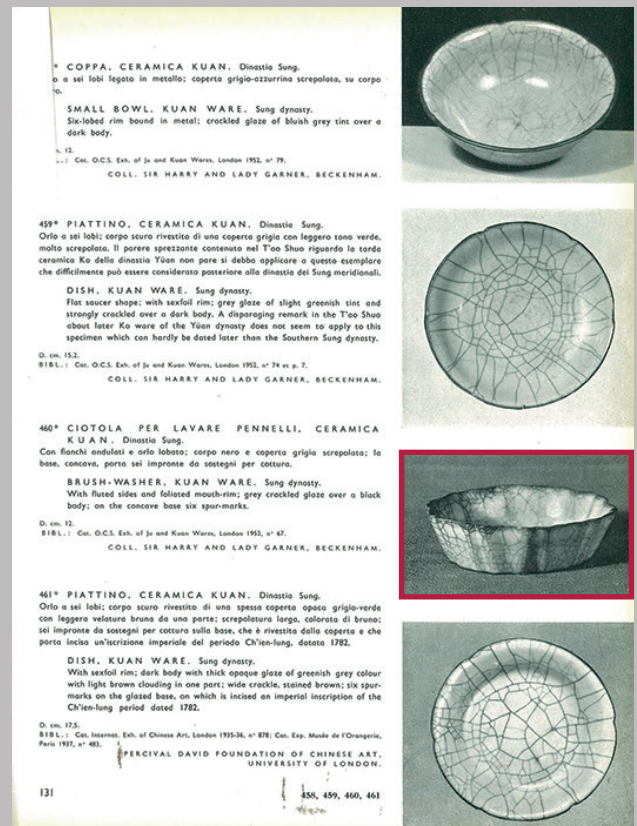 * COPPA, CERAMICA KUAN. Dinastia Sung.
o a sei lobi legato in metallo; coperta grigio-azzurrina screpolata, su corpo
o.
SMALL BOWL, KUAN WARE. Sung dynasty.
Six-lobed rim bound in metal; crackled glaze of bluish grey tint over a
dark body.
. 12.
.: Cat. O.C.S. Exh. of Ju and Kuan Wares, London 1952, n° 79.
COLL. SIR HARRY AND LADY GARNER, BECKENHAM.
459* PIATTINO, CERAMICA KUAN. Dinastia Sung.
Orlo a sei lobi; corpo scuro rivestito di una coperta grigia con leggero tono verde,
molto screpolata. Il parere sprezzante contenuto nel T'ao Shuo riguardo la tarda
ceramica Ko della dinastia Yüan non pare si debba applicare a questo esemplare
che difficilmente può essere considerato posteriore alla dinastia dei Sung meridionali.
DISH, KUAN WARE. Sung dynasty.
Flat saucer shape; with sexfoil rim; grey glaze of slight greenish tint and
strongly crackled over a dark body. A disparaging remark in the T'ao Shuo
about later Ko ware of the Yüan dynasty does not seem to apply to this
specimen which can hardly be dated later than the Southern Sung dynasty.
D. cm. 15,2.
BIBL.: Cat. O.C.S. Exh. of Ju and Kuan Wares, London 1952, n° 74 et p. 7.
COLL. SIR HARRY AND LADY GARNER, BECKENHAM.
460* CIOTOLA PER LAVARE PENNELLI, CERAMICA
KUAN. Dinastia Sung.
Con fianchi ondulati e orlo lobato; corpo nero e coperta grigia screpolata; la
base, concava, porta sei impronte da sostegni per cottura.
BRUSH-WASHER, KUAN WARE. Sung dynasty.
With fluted sides and foliated mouth-rim; grey crackled glaze over a black
body; on the concave base six spur-marks.
D. cm. 12.
BIBL.: Cat. O.C.S. Exh. of Ju and Kuan Wares, London 1952, n° 67.
COLL. SIR HARRY AND LADY GARNER, BECKENHAM.
461* PIATTINO, CERAMICA KUAN. Dinastia Sung.
Orlo a sei lobi; corpo scuro rivestito di una spessa coperta opaca grigio-verde
con leggera velatura bruna da una parte; screpolatura larga, colorata di bruno;
sei impronte da sostegni per cottura sulla base, che è rivestita dalla coperta e che
porta incisa un'iscrizione imperiale del periodo Ch'ien-lung, datata 1782.
DISH, KUAN WARE. Sung dynasty.
With sexfoil rim; dark body with thick opaque glaze of greenish grey colour
with light brown clouding in one part; wide crackle, stained brown; six spur-
marks on the glazed base, on which is incised an imperial inscription of the
Ch'ien-lung period dated 1782.
D. cm. 17,5.
BIBL.: Cat. Internat. Exh. of Chinese Art, London 1935-36, n° 878; Cat. Exp. Musée de l'Orangerie,
Paris 1937, n° 483.
PERCIVAL DAVID FOUNDATION OF CHINESE ART,
UNIVERSITY OF LONDON.
131
458, 459, 460, 461